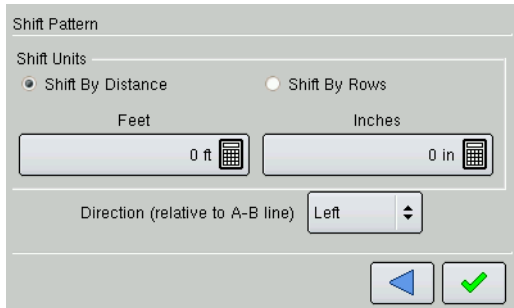 Shift Pattern
Shift Units
Shift By Distance
Shift By Rows
Feet
Inches
0 ft
0 in
Direction (relative to A-B line)
Left